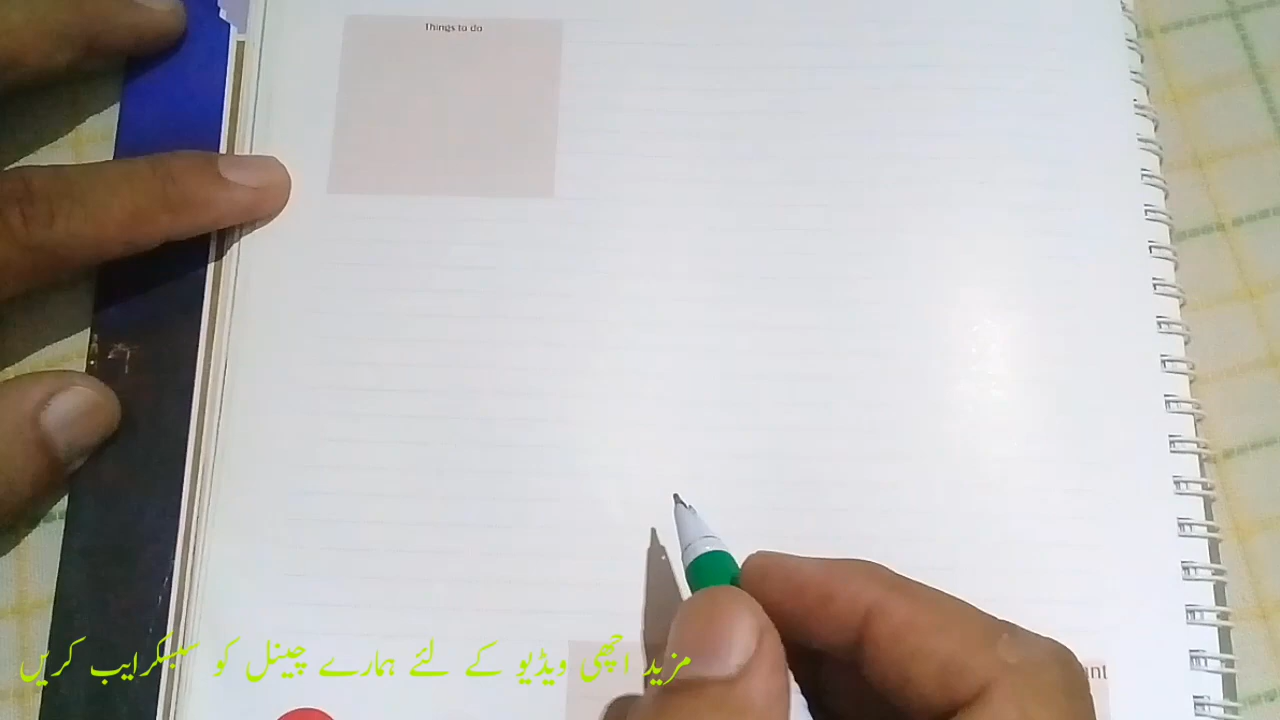 Things to do
مزید اچھی ویڈیو کے لئے ہمارے چینل کو سبسکرایب کریں